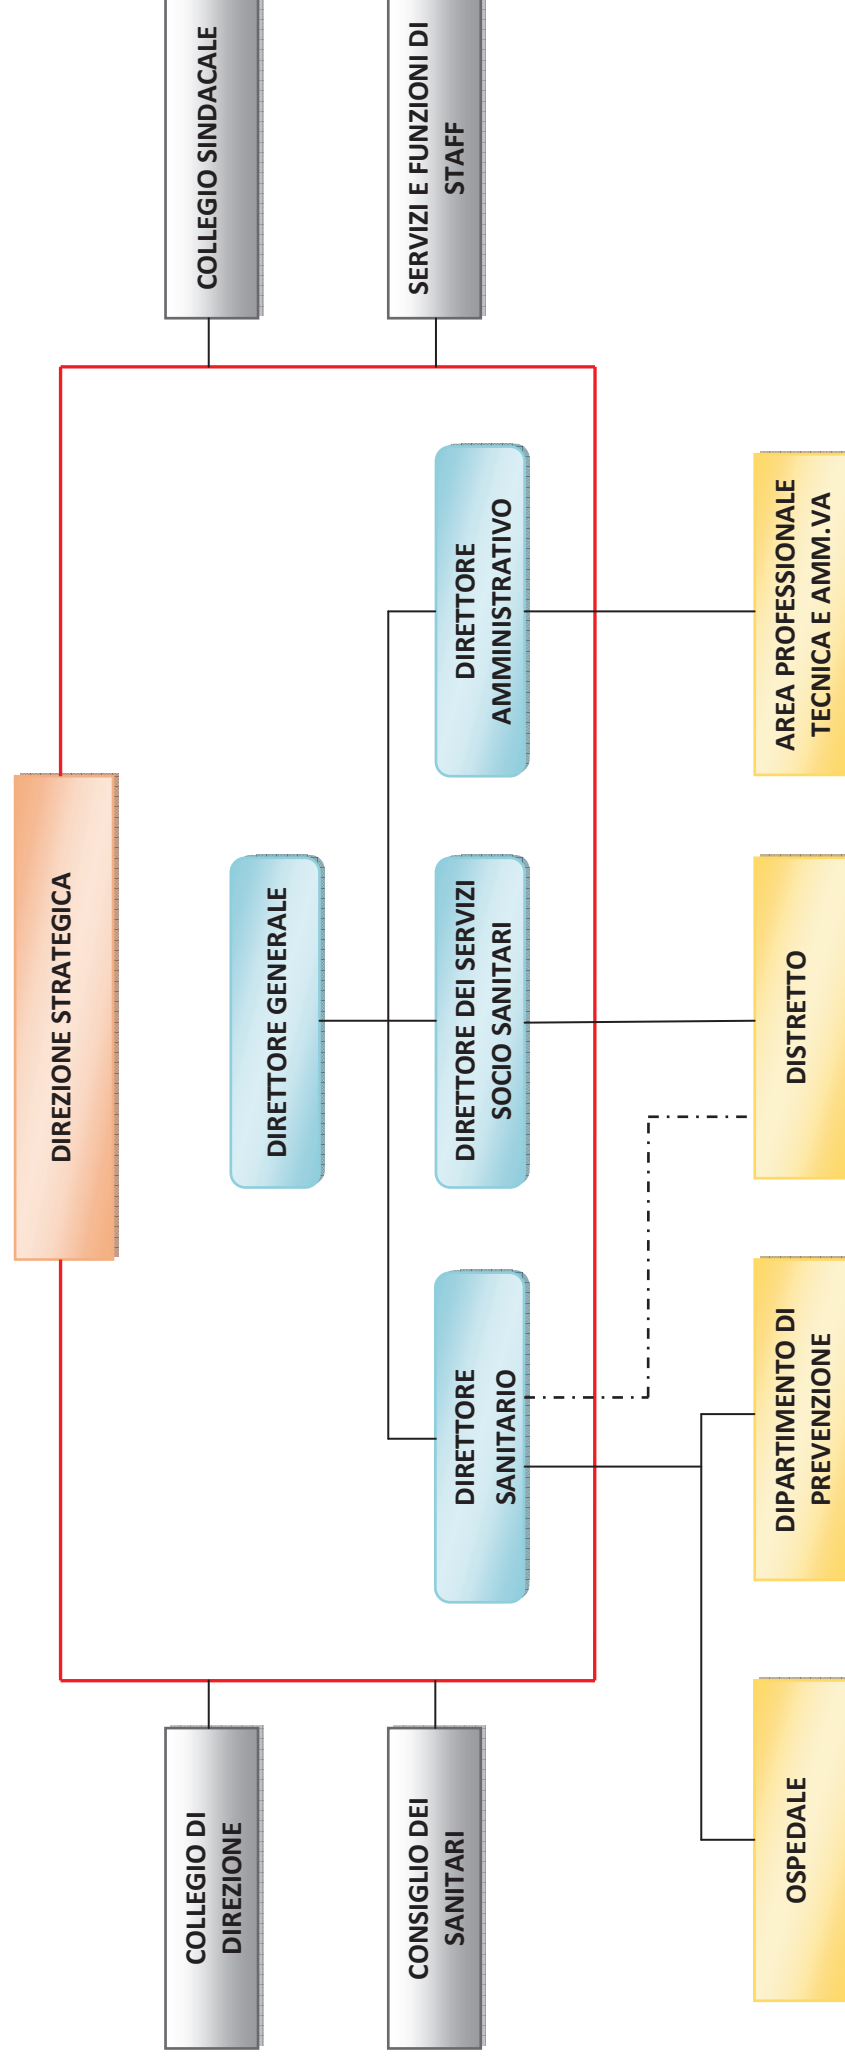 DIREZIONE STRATEGICA
COLLEGIO DI
DIREZIONE
DIRETTORE GENERALE
COLLEGIO SINDACALE
CONSIGLIO DEI
SANITARI
DIRETTORE
SANITARIO
DIRETTORE DEI SERVIZI
SOCIO SANITARI
DIRETTORE
AMMINISTRATIVO
SERVIZI E FUNZIONI DI
STAFF
OSPEDALE
DIPARTIMENTO DI
PREVENZIONE
DISTRETTO
AREA PROFESSIONALE
TECNICA E AMM.VA